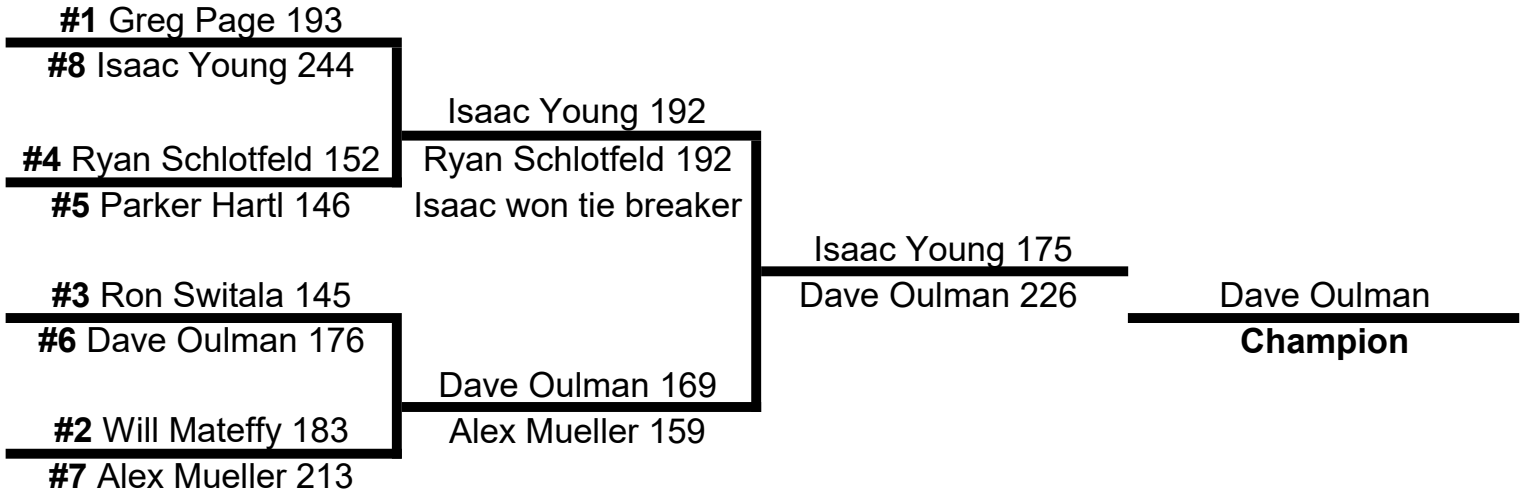 #1 Greg Page 193
#8 Isaac Young 244
#4 Ryan Schlotfeld 152
#5 Parker Hartl 146
#3 Ron Switala 145
#6 Dave Oulman 176
#2 Will Mateffy 183
#7 Alex Mueller 213
Isaac Young 192
Ryan Schlotfeld 192
Isaac won tie breaker
Dave Oulman 169
Alex Mueller 159
Isaac Young 175
Dave Oulman 226
Dave Oulman
Champion